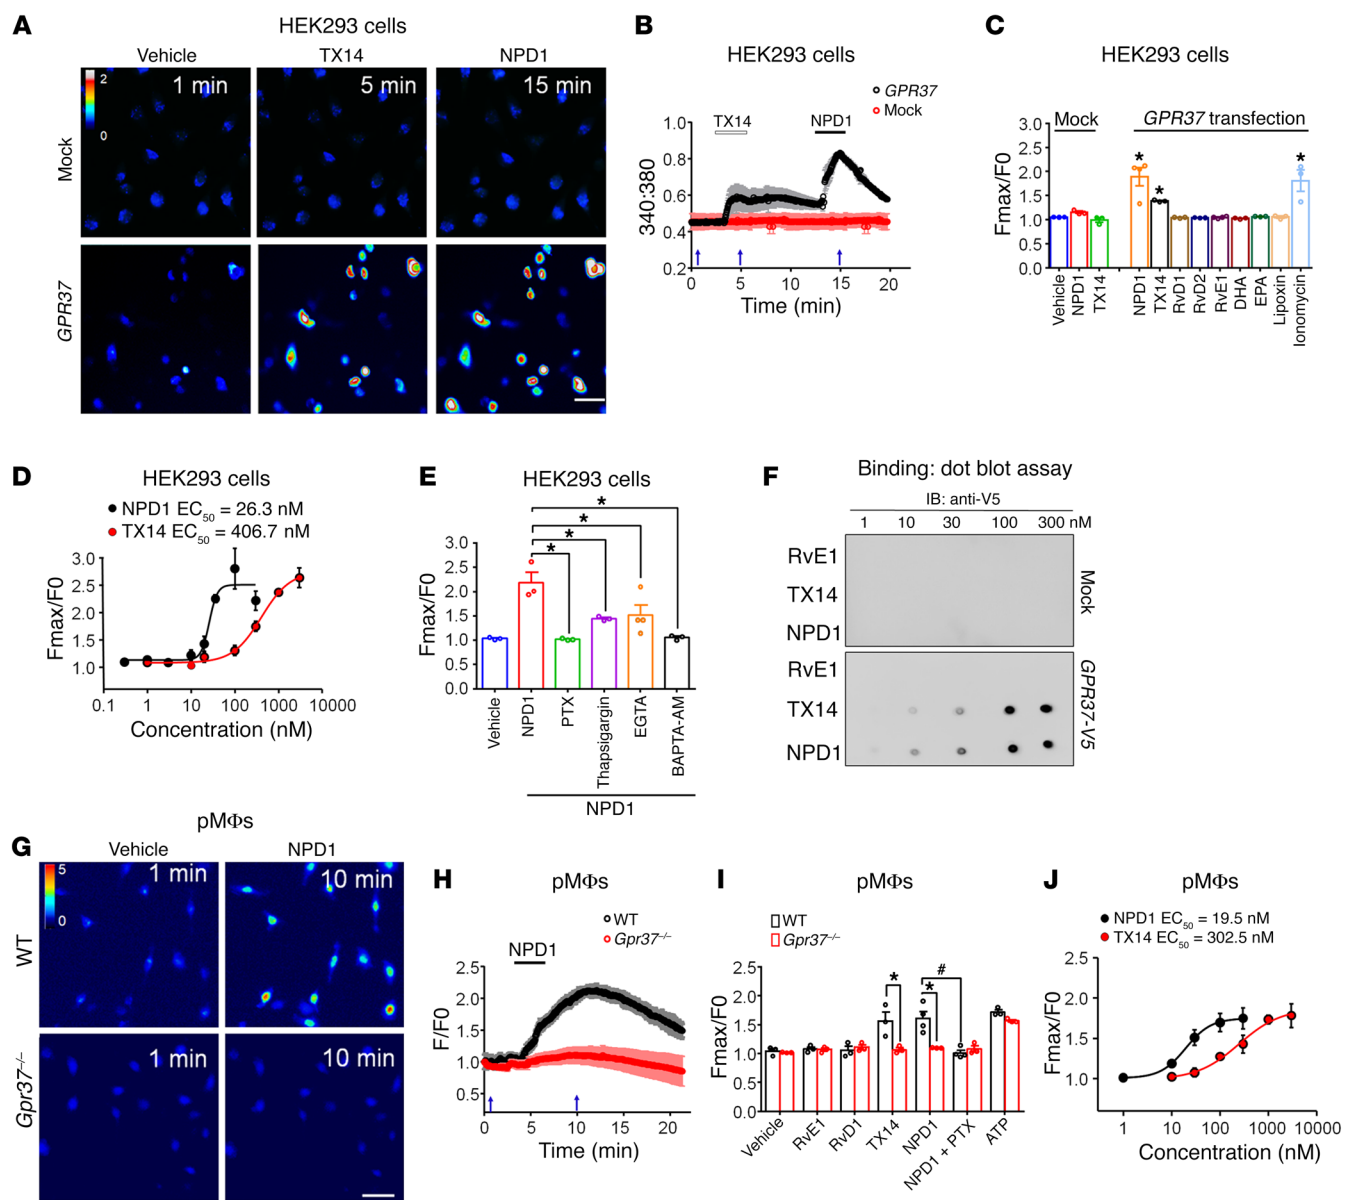 A
HEK293 cells
Vehicle
TX14
NPD1
Mock
GPR37
2
0
1 min
5 min
15 min
B
HEK293 cells
GPR37
Mock
TX14
NPD1
340:380
1.0
0.8
0.6
0.4
0.2
0
5
10
15
20
Time (min)
C
HEK293 cells
Mock
GPR37 transfection
Fmax/F0
3.0
2.5
2.0
1.5
1.0
0.5
0.0
*
*
*
Vehicle
NPD1
TX14
NPD1
TX14
RvD1
RvD2
RvE1
DHA
EPA
Lipoxin
Ionomycin
D
HEK293 cells
NPD1 EC50 = 26.3 nM
TX14 EC50 = 406.7 nM
Fmax/F0
3.0
2.5
2.0
1.5
1.0
0.1
1
10
100
1000
10000
Concentration (nM)
E
HEK293 cells
*
*
*
*
Fmax/F0
3.0
2.5
2.0
1.5
1.0
0.5
0.0
Vehicle
NPD1
PTX
Thapsigargin
EGTA
BAPTA-AM
NPD1
F
Binding: dot blot assay
IB: anti-V5
1 10 30 100 300 nM
RvE1
TX14
NPD1
Mock
RvE1
TX14
NPD1
GPR37-V5
G
pMΦs
Vehicle
NPD1
WT
Gpr37–/–
5
0
1 min
10 min
1 min
10 min
H
pMΦs
WT
Gpr37–/–
NPD1
F/F0
2.5
2.0
1.5
1.0
0.5
0
5
10
15
20
Time (min)
I
pMΦs
WT
Gpr37–/–
*
*
#
Fmax/F0
2.5
2.0
1.5
1.0
0.5
0.0
Vehicle
RvE1
RvD1
TX14
NPD1
NPD1 + PTX
ATP
J
pMΦs
NPD1 EC50 = 19.5 nM
TX14 EC50 = 302.5 nM
Fmax/F0
2.5
2.0
1.5
1.0
1
10
100
1000
10000
Concentration (nM)